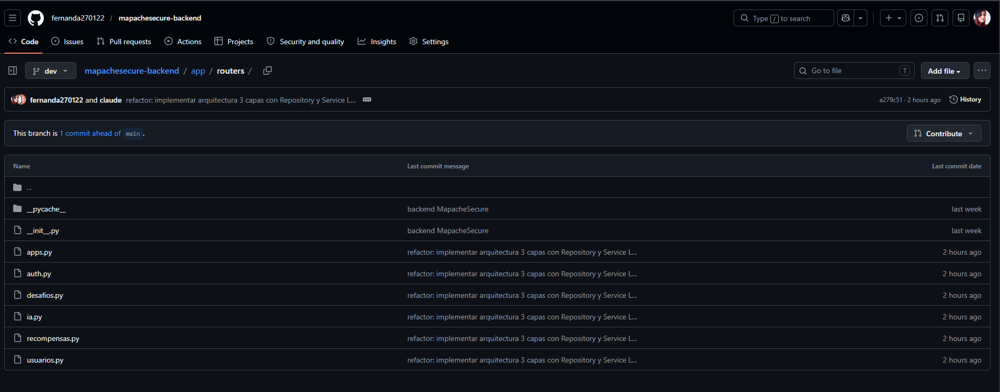 fernanda270122 / mapachesecure-backend
Type / to search
Code Issues Pull requests Actions Projects Security and quality Insights Settings
dev mapachesecure-backend / app / routers /
Go to file T Add file
fernanda270122 and claude refactor: implementar arquitectura 3 capas con Repository y Service L... a279c51 · 2 hours ago History
This branch is 1 commit ahead of main . Contribute
Name Last commit message Last commit date
..
__pycache__ backend MapacheSecure last week
__init__.py backend MapacheSecure last week
apps.py refactor: implementar arquitectura 3 capas con Repository y Service L... 2 hours ago
auth.py refactor: implementar arquitectura 3 capas con Repository y Service L... 2 hours ago
desafios.py refactor: implementar arquitectura 3 capas con Repository y Service L... 2 hours ago
ia.py refactor: implementar arquitectura 3 capas con Repository y Service L... 2 hours ago
recompensas.py refactor: implementar arquitectura 3 capas con Repository y Service L... 2 hours ago
usuarios.py refactor: implementar arquitectura 3 capas con Repository y Service L... 2 hours ago